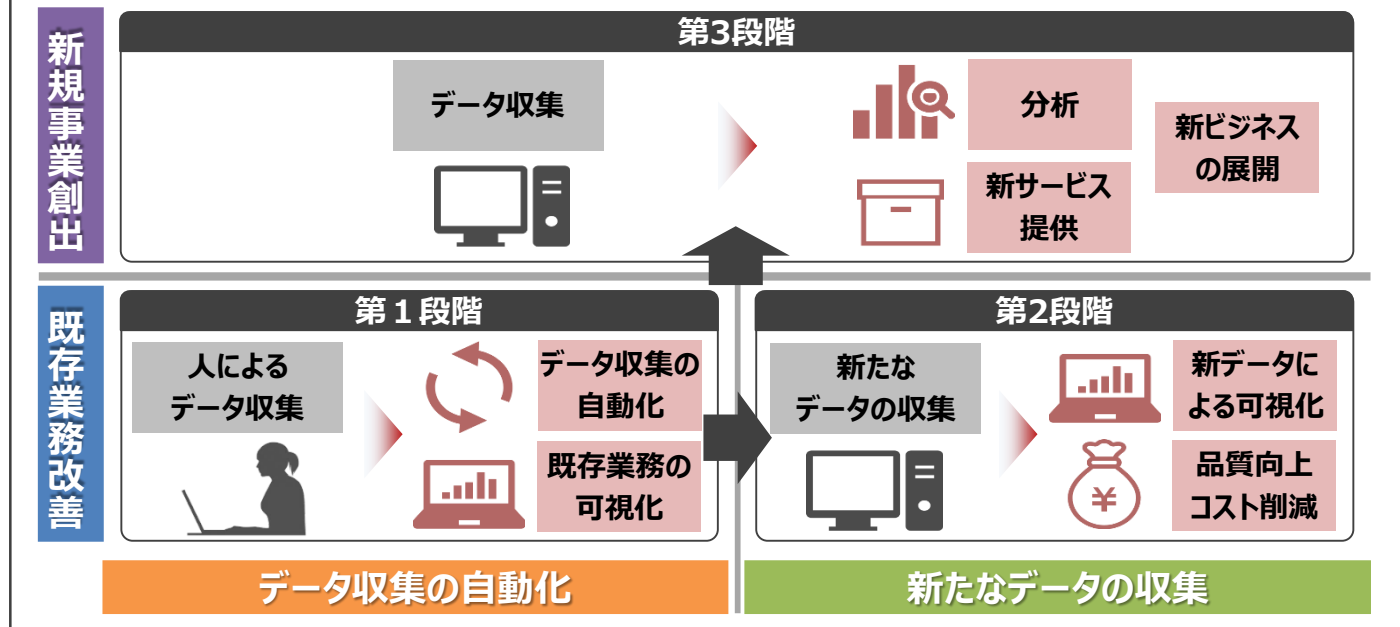 新規事業創出
第3段階
データ収集
分析
新サービス
提供
新ビジネス
の展開
既存業務改善
第１段階
人による
データ収集
データ収集の
自動化
既存業務の
可視化
第2段階
新たな
データの収集
新データに
よる可視化
¥
品質向上
コスト削減
データ収集の自動化
新たなデータの収集